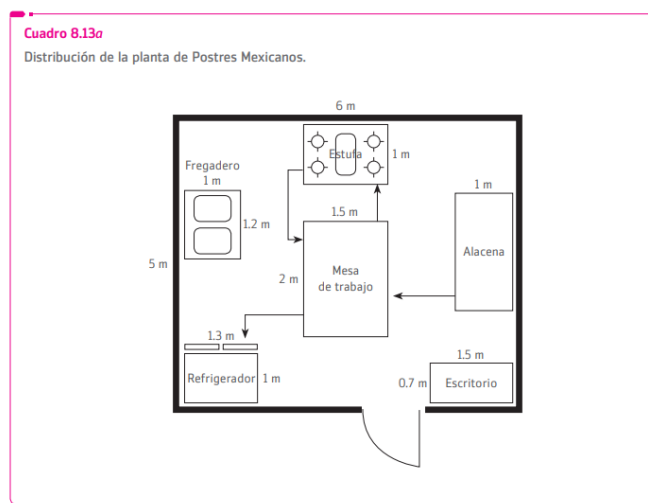 Cuadro 8.13a
Distribución de la planta de Postres Mexicanos.
6 m
Estufa
1 m
Fregadero
1 m
1.2 m
1.5 m
1 m
Alacena
5 m
2 m
Mesa
de trabajo
1.3 m
Refrigerador
1 m
1.5 m
0.7 m
Escritorio